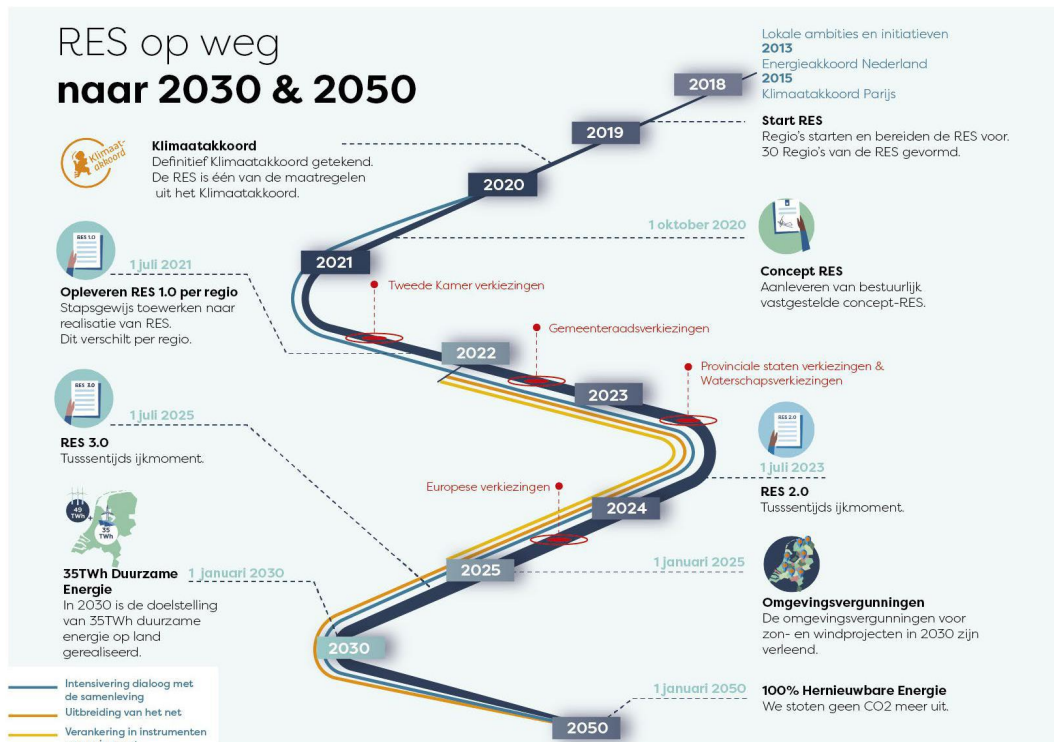 RES op weg
naar 2030 & 2050
Lokale ambities en initiatieven
2013
Energieakkoord Nederland
2015
Klimaatakkoord Parijs
2018
Start RES
Regio's starten en bereiden de RES voor.
30 Regio's van de RES gevormd.
2019
Klimaat-
akkoord
Klimaatakkoord
Definitief Klimaatakkoord getekend.
De RES is één van de maatregelen
uit het Klimaatakkoord.
2020
1 oktober 2020
Concept RES
Aanleveren van bestuurlijk
vastgestelde concept-RES.
2021
RES 1.0
1 juli 2021
Opleveren RES 1.0 per regio
Stapsgewijs toewerken naar
realisatie van RES.
Dit verschilt per regio.
Tweede Kamer verkiezingen
2022
Gemeenteraadsverkiezingen
2023
Provinciale staten verkiezingen &
Waterschapsverkiezingen
RES 2.0
1 juli 2023
RES 2.0
Tusssentijds ijkmoment.
RES 3.0
1 juli 2025
RES 3.0
Tusssentijds ijkmoment.
Europese verkiezingen
2024
2025
1 januari 2025
Omgevingsvergunningen
De omgevingsvergunningen voor
zon- en windprojecten in 2030 zijn
verleend.
49
TWh
+
35
TWh
35TWh Duurzame
Energie
1 januari 2030
In 2030 is de doelstelling
van 35TWh duurzame
energie op land
gerealiseerd.
2030
1 januari 2050
100% Hernieuwbare Energie
We stoten geen CO2 meer uit.
2050
Intensivering dialoog met
de samenleving
Uitbreiding van het net
Verankering in instrumenten